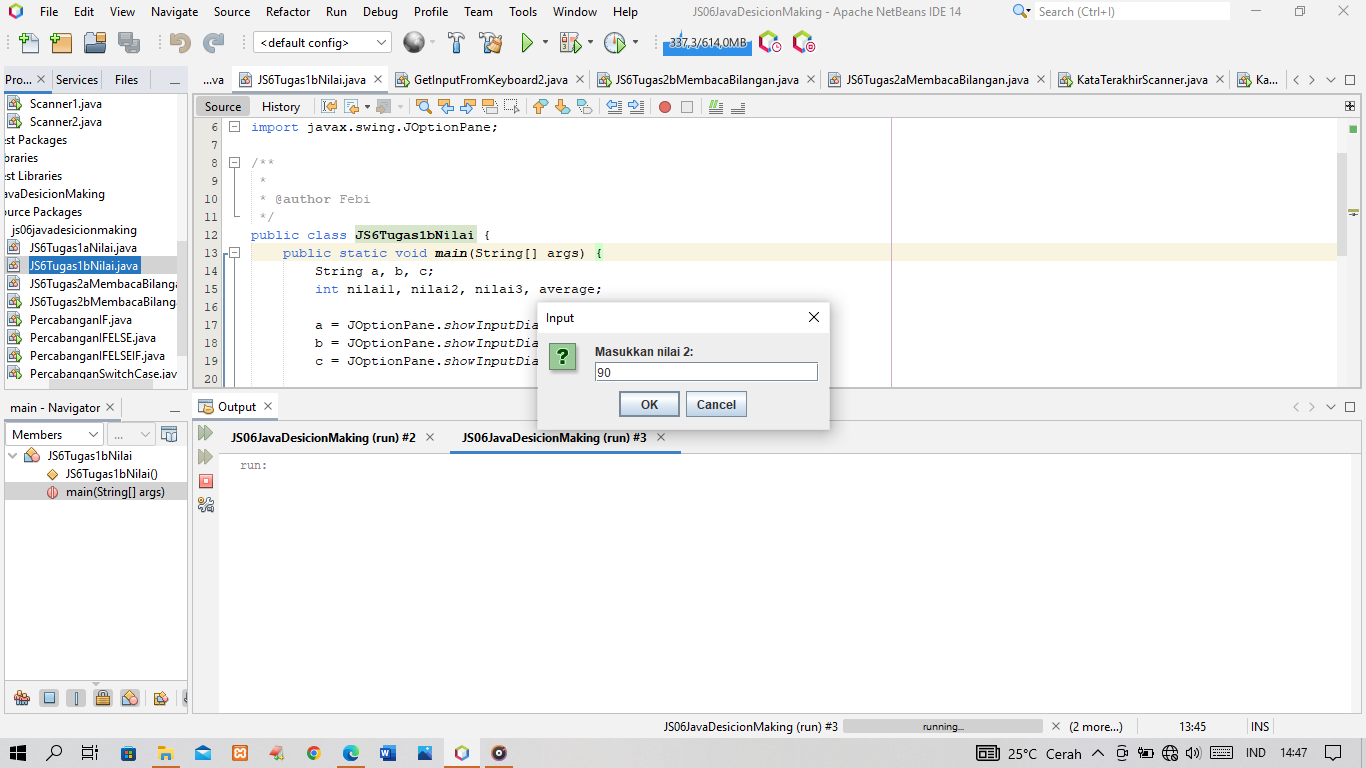 File Edit View Navigate Source Refactor Run Debug Profile Team Tools Window Help
JS06JavaDesicionMaking - Apache NetBeans IDE 14
Search (Ctrl+I)
<default config>
337,3/614,0MB
Pro... Services Files
...va JS6Tugas1bNilai.java GetInputFromKeyboard2.java JS6Tugas2bMembacaBilangan.java JS6Tugas2aMembacaBilangan.java KataTerakhirScanner.java Ka...
Scanner1.java
Scanner2.java
est Packages
braries
est Libraries
avaDesicionMaking
ource Packages
js06javadesicionmaking
JS6Tugas1aNilai.java
JS6Tugas1bNilai.java
JS6Tugas2aMembacaBilanga
JS6Tugas2bMembacaBilang
PercabanganIF.java
PercabanganIFELSE.java
PercabanganIFELSEIF.java
PercabanganSwitchCase.jav
Source History
6 import javax.swing.JOptionPane;
7
8 /**
9 *
10 * @author Febi
11 */
12 public class JS6Tugas1bNilai {
13 public static void main(String[] args) {
14 String a, b, c;
15 int nilai1, nilai2, nilai3, average;
16
17 a = JOptionPane.showInputDia
18 b = JOptionPane.showInputDia
19 c = JOptionPane.showInputDia
20
Input
Masukkan nilai 2:
90
OK Cancel
main - Navigator
Members ...
JS6Tugas1bNilai
JS6Tugas1bNilai()
main(String[] args)
Output
JS06JavaDesicionMaking (run) #2 JS06JavaDesicionMaking (run) #3
run:
JS06JavaDesicionMaking (run) #3 running... (2 more...) 13:45 INS
25°C Cerah IND 14:47